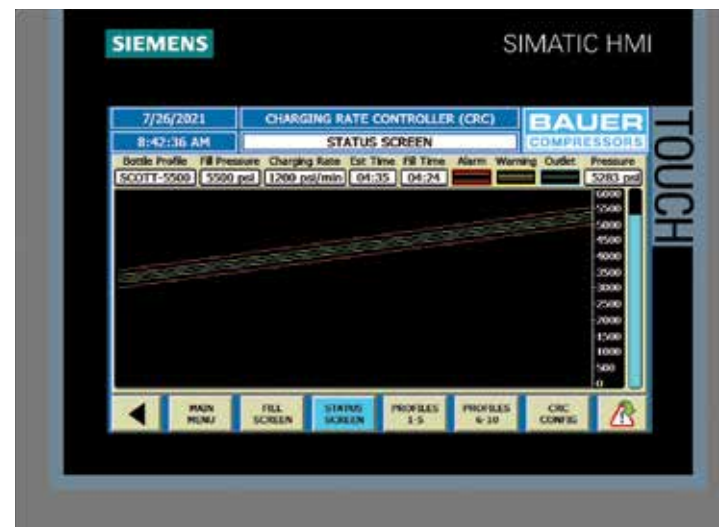 SIEMENS
SIMATIC HMI
TOUCH
7/26/2021 CHARGING RATE CONTROLLER (CRC) BAUER
8:42:36 AM STATUS SCREEN COMPRESSORS
Bottle Profile Fill Pressure Charging Rate Est Time Fill Time Alarm Warning Outlet Pressure
SCOTT-5500 5500 psi 1200 psi/min 04:35 04:24 5283 psi
6000
5500
5000
4500
4000
3500
3000
2500
2000
1500
1000
500
0
MAIN MENU
FILL SCREEN
STATUS SCREEN
PROFILES 1-5
PROFILES 6-10
CRC CONFIG